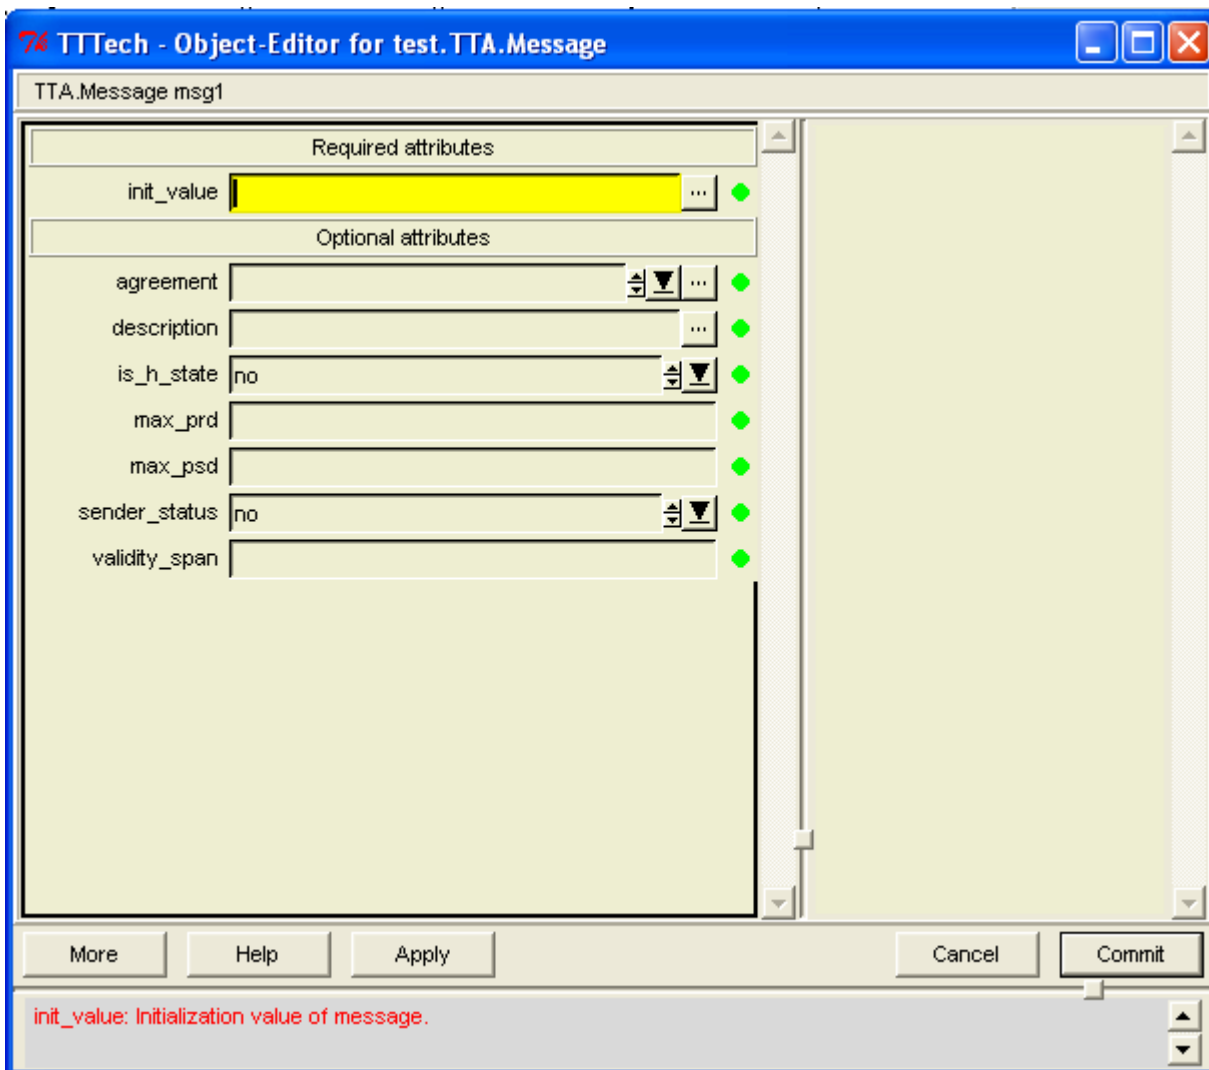 TTTech - Object-Editor for test.TTA.Message
TTA.Message msg1
Required attributes
init_value
...
Optional attributes
agreement
...
description
...
is_h_state no
max_prd
max_psd
sender_status no
validity_span
More Help Apply Cancel Commit
init_value: Initialization value of message.